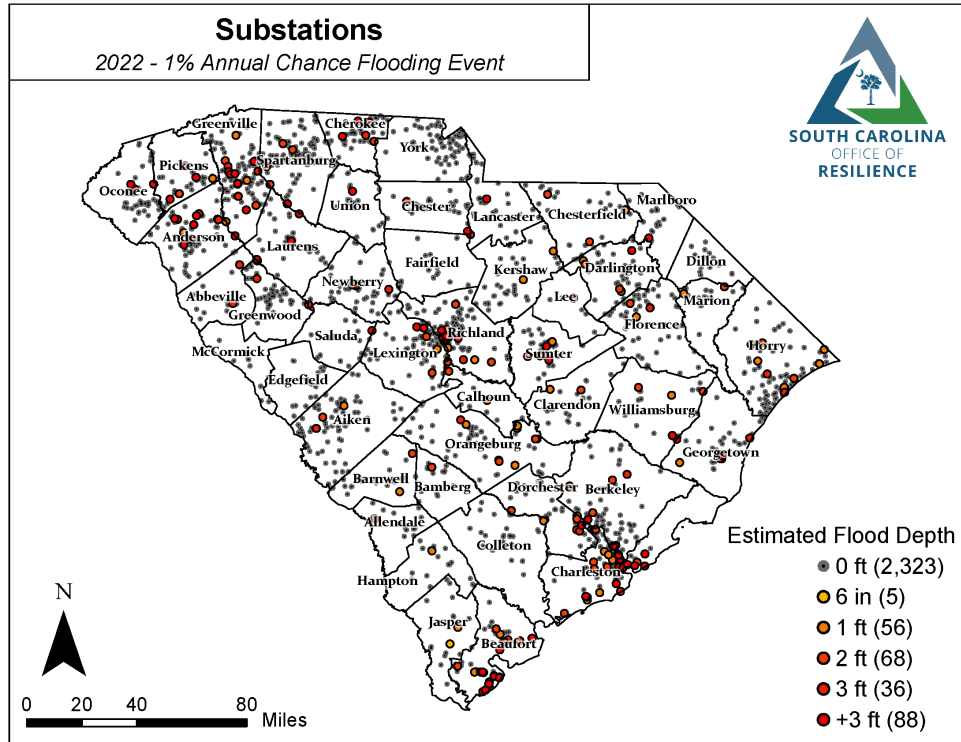 Substations
2022 - 1% Annual Chance Flooding Event
SOUTH CAROLINA
OFFICE OF
RESILIENCE
Greenville
Cherokee
York
Spartanburg
Pickens
Oconee
Union
Chester
Lancaster
Chesterfield
Marlboro
Anderson
Laurens
Fairfield
Kershaw
Darlington
Dillon
Newberry
Abbeville
Greenwood
Lee
Marion
Saluda
Richland
Florence
McCormick
Lexington
Sumter
Horry
Edgefield
Calhoun
Clarendon
Williamsburg
Aiken
Orangeburg
Georgetown
Barnwell
Bamberg
Dorchester
Berkeley
Allendale
Colleton
Charleston
Hampton
Jasper
Beaufort
Estimated Flood Depth
0 ft (2,323)
6 in (5)
1 ft (56)
2 ft (68)
3 ft (36)
+3 ft (88)
N
0 20 40 80 Miles